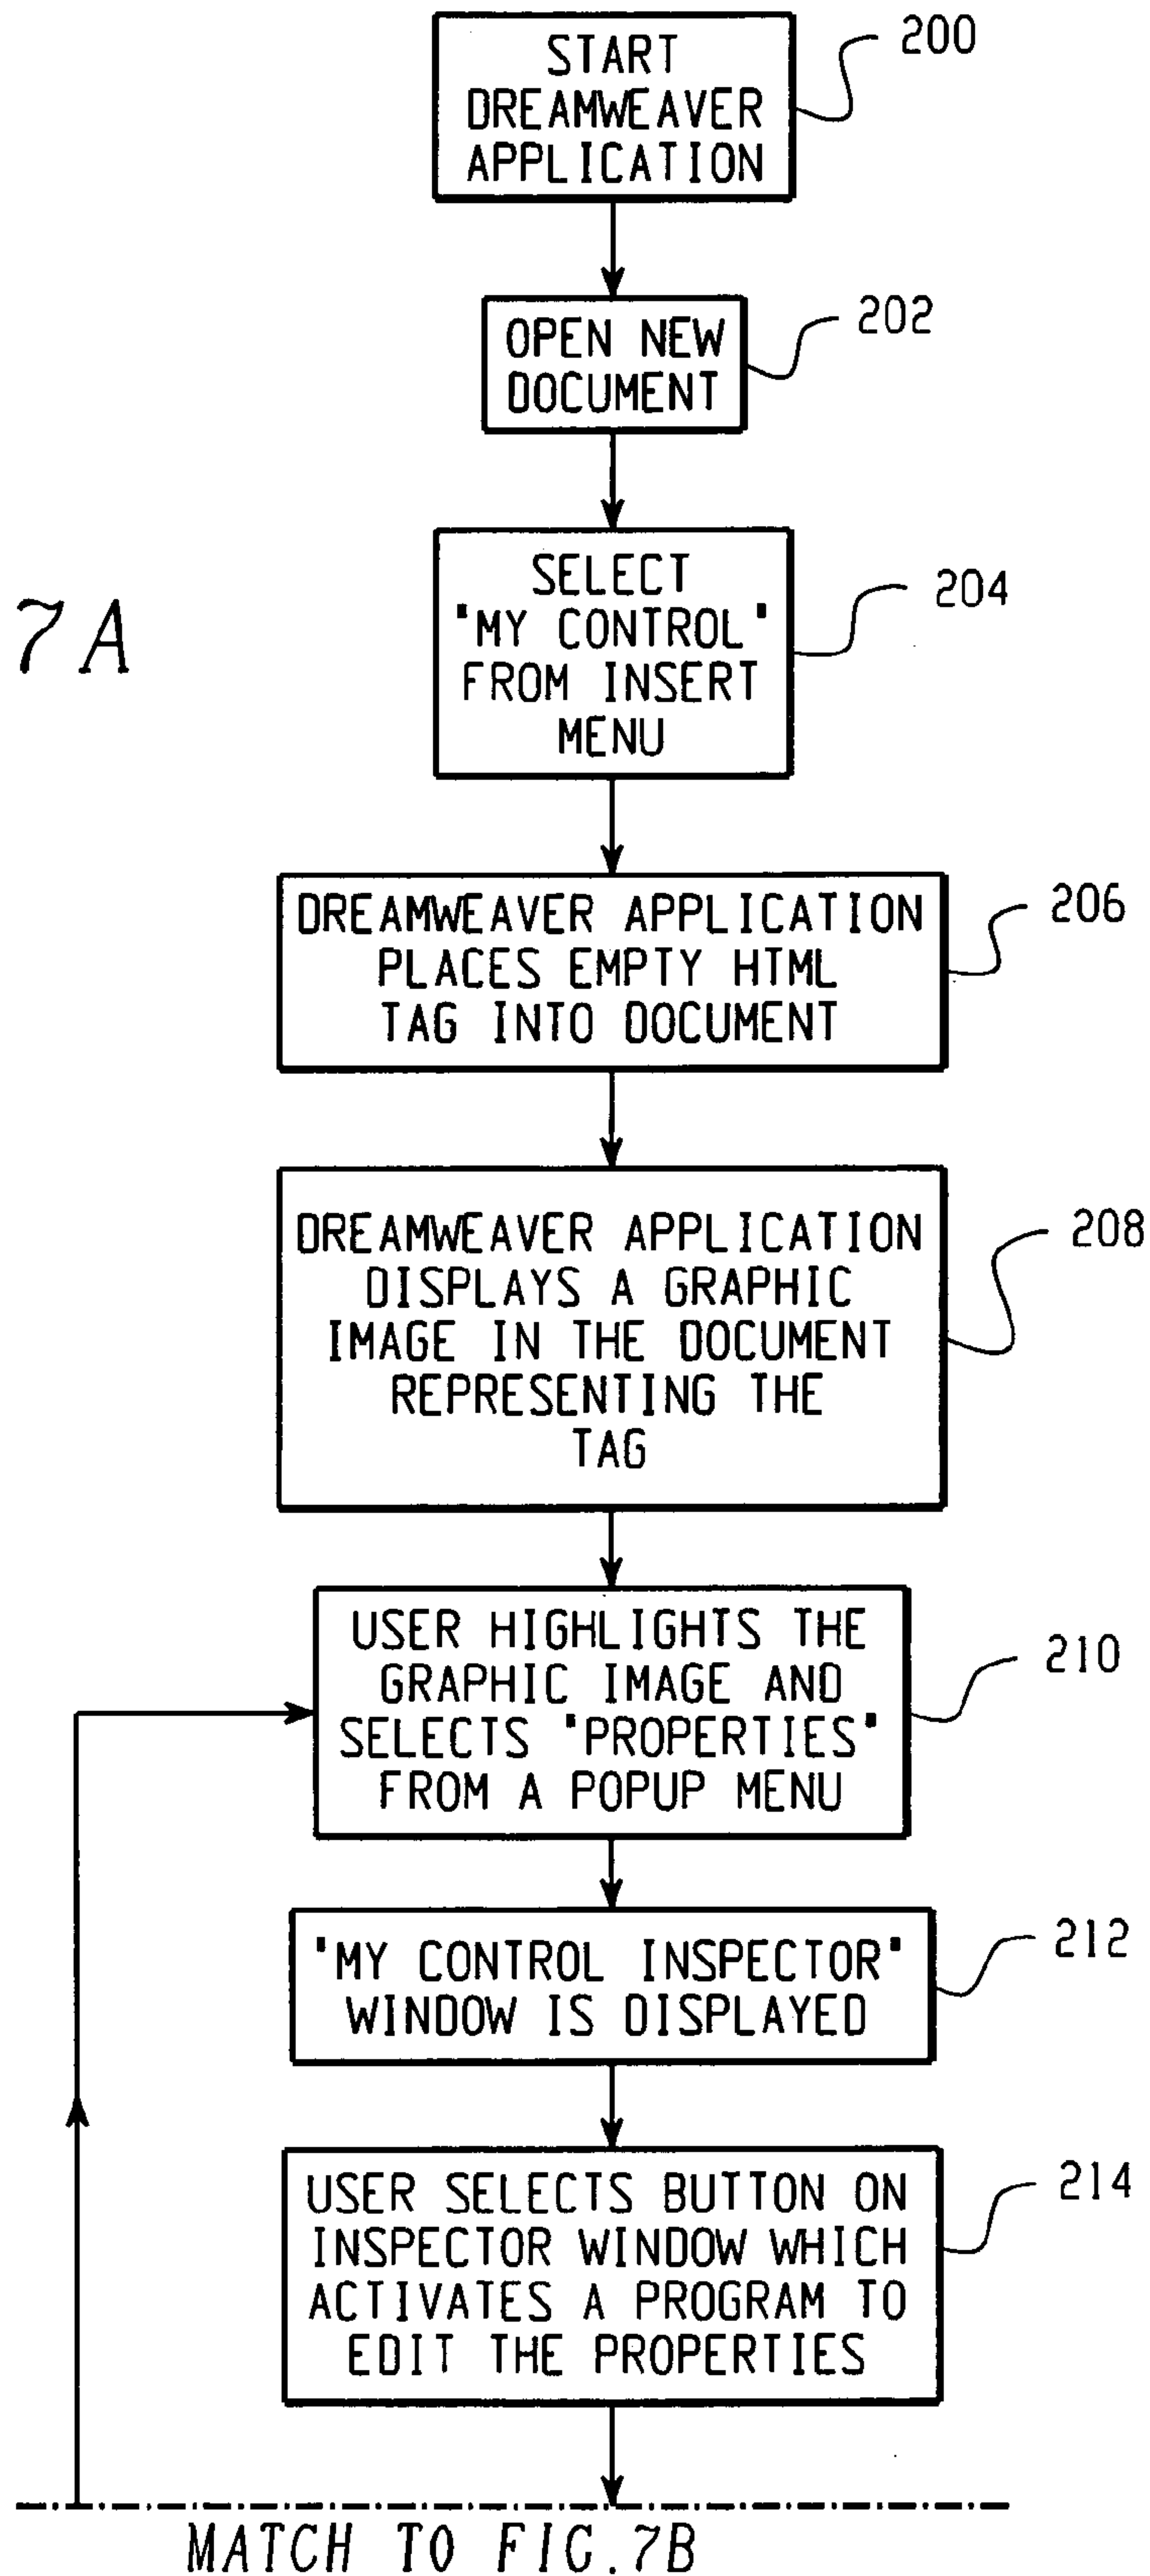 START
DREAMWEAVER
APPLICATION
200
OPEN NEW
DOCUMENT
202
7A
SELECT
"MY CONTROL"
FROM INSERT
MENU
204
DREAMWEAVER APPLICATION
PLACES EMPTY HTML
TAG INTO DOCUMENT
206
DREAMWEAVER APPLICATION
DISPLAYS A GRAPHIC
IMAGE IN THE DOCUMENT
REPRESENTING THE
TAG
208
USER HIGHLIGHTS THE
GRAPHIC IMAGE AND
SELECTS "PROPERTIES"
FROM A POPUP MENU
210
"MY CONTROL INSPECTOR"
WINDOW IS DISPLAYED
212
USER SELECTS BUTTON ON
INSPECTOR WINDOW WHICH
ACTIVATES A PROGRAM TO
EDIT THE PROPERTIES
214
MATCH TO FIG.7B